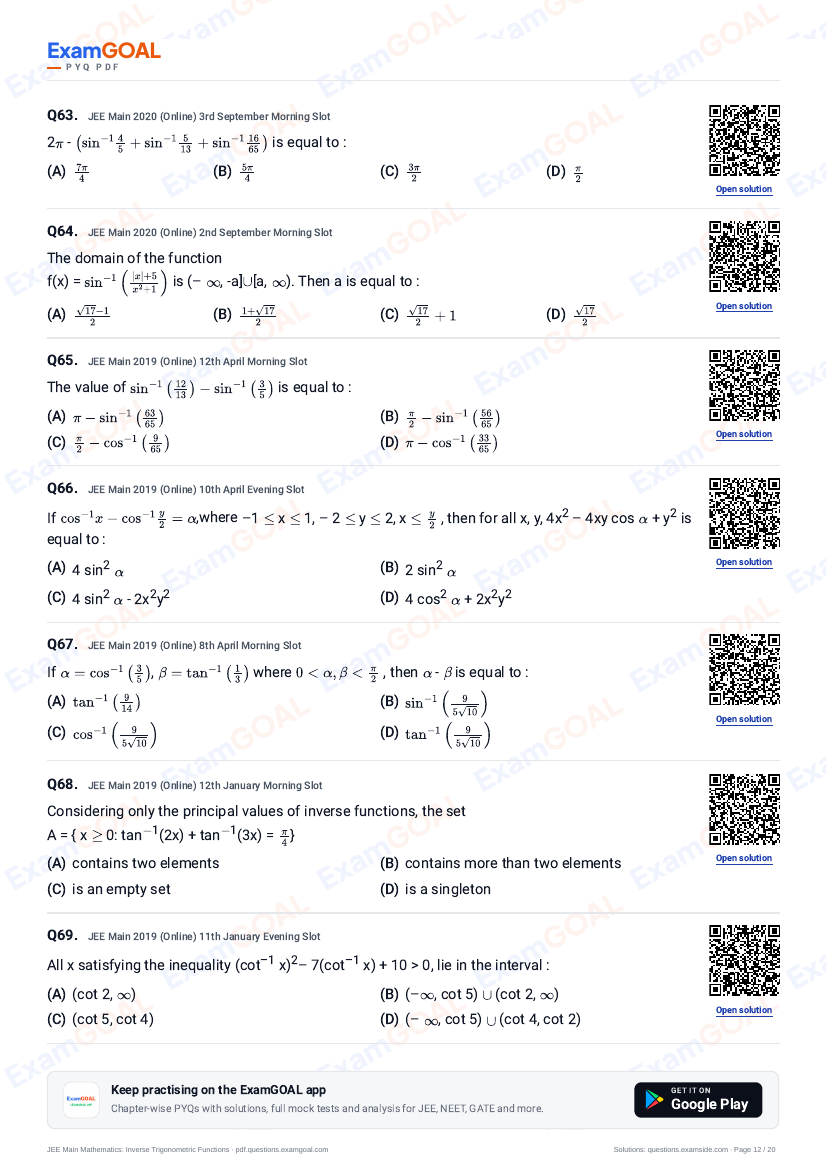 ExamGOAL
PYQ PDF
Q63. JEE Main 2020 (Online) 3rd September Morning Slot
2π - (sin⁻¹ 4/5 + sin⁻¹ 5/13 + sin⁻¹ 16/65) is equal to :
(A) 7π/4 (B) 5π/4 (C) 3π/2 (D) π/2
Open solution
Q64. JEE Main 2020 (Online) 2nd September Morning Slot
The domain of the function
f(x) = sin⁻¹ ((|x|+5)/(x²+1)) is (− ∞, -a]∪[a, ∞). Then a is equal to :
(A) (√17−1)/2 (B) (1+√17)/2 (C) √17/2 + 1 (D) √17/2
Open solution
Q65. JEE Main 2019 (Online) 12th April Morning Slot
The value of sin⁻¹ (12/13) − sin⁻¹ (3/5) is equal to :
(A) π − sin⁻¹ (63/65) (B) π/2 − sin⁻¹ (56/65)
(C) π/2 − cos⁻¹ (9/65) (D) π − cos⁻¹ (33/65)
Open solution
Q66. JEE Main 2019 (Online) 10th April Evening Slot
If cos⁻¹x − cos⁻¹ y/2 = α,where −1 ≤ x ≤ 1, − 2 ≤ y ≤ 2, x ≤ y/2 , then for all x, y, 4x² − 4xy cos α + y² is
equal to :
(A) 4 sin² α (B) 2 sin² α
(C) 4 sin² α - 2x²y² (D) 4 cos² α + 2x²y²
Open solution
Q67. JEE Main 2019 (Online) 8th April Morning Slot
If α = cos⁻¹ (3/5), β = tan⁻¹ (1/3) where 0 < α, β < π/2 , then α - β is equal to :
(A) tan⁻¹ (9/14) (B) sin⁻¹ (9/(5√10))
(C) cos⁻¹ (9/(5√10)) (D) tan⁻¹ (9/(5√10))
Open solution
Q68. JEE Main 2019 (Online) 12th January Morning Slot
Considering only the principal values of inverse functions, the set
A = { x ≥ 0: tan⁻¹(2x) + tan⁻¹(3x) = π/4}
(A) contains two elements (B) contains more than two elements
(C) is an empty set (D) is a singleton
Open solution
Q69. JEE Main 2019 (Online) 11th January Evening Slot
All x satisfying the inequality (cot⁻¹ x)²− 7(cot⁻¹ x) + 10 > 0, lie in the interval :
(A) (cot 2, ∞) (B) (−∞, cot 5) ∪ (cot 2, ∞)
(C) (cot 5, cot 4) (D) (− ∞, cot 5) ∪ (cot 4, cot 2)
Open solution
Keep practising on the ExamGOAL app
Chapter-wise PYQs with solutions, full mock tests and analysis for JEE, NEET, GATE and more.
GET IT ON
Google Play
JEE Main Mathematics: Inverse Trigonometric Functions · pdf.questions.examgoal.com
Solutions: questions.examside.com · Page 12 / 20